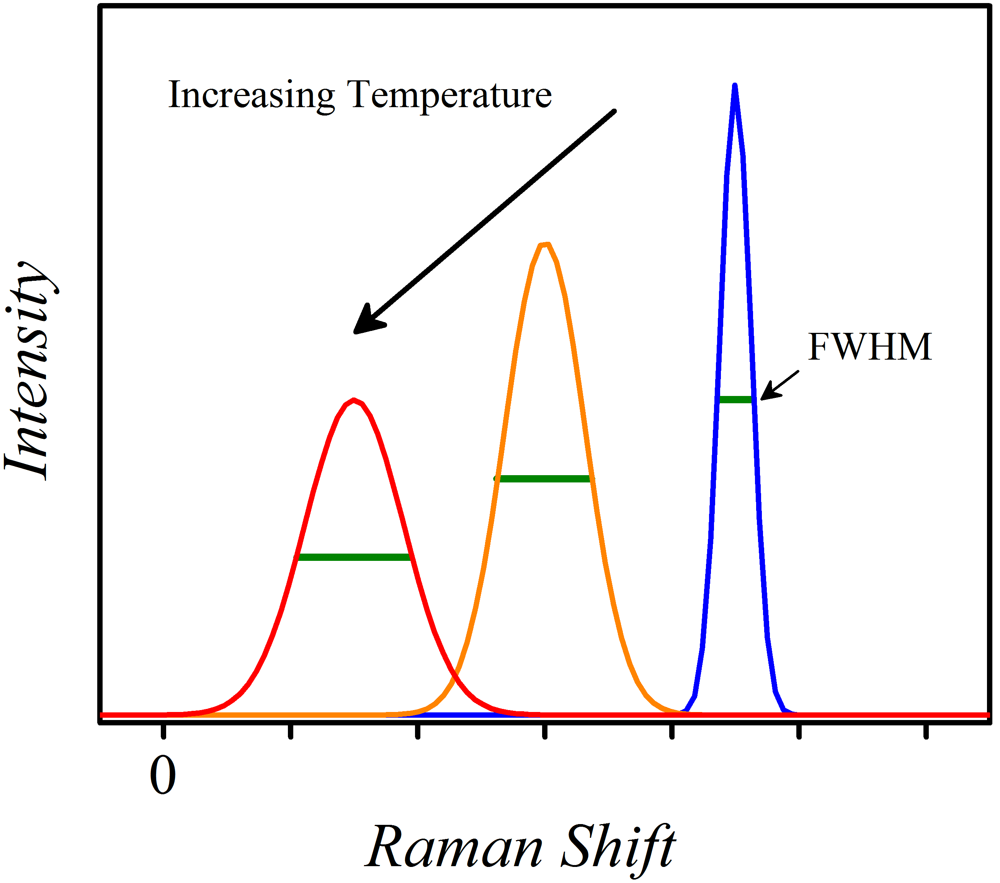 Increasing Temperature
FWHM
Intensity
0
Raman Shift